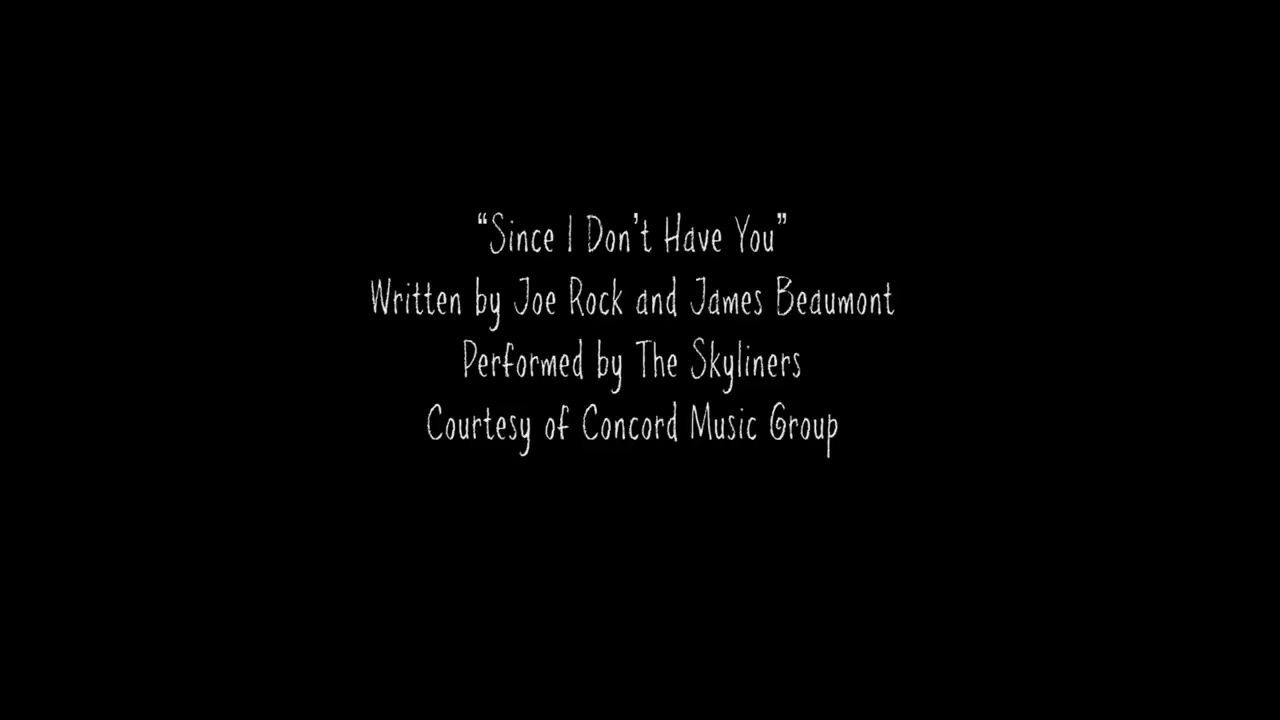 “Since I Don’t Have You”
Written by Joe Rock and James Beaumont
Performed by The Skyliners
Courtesy of Concord Music Group